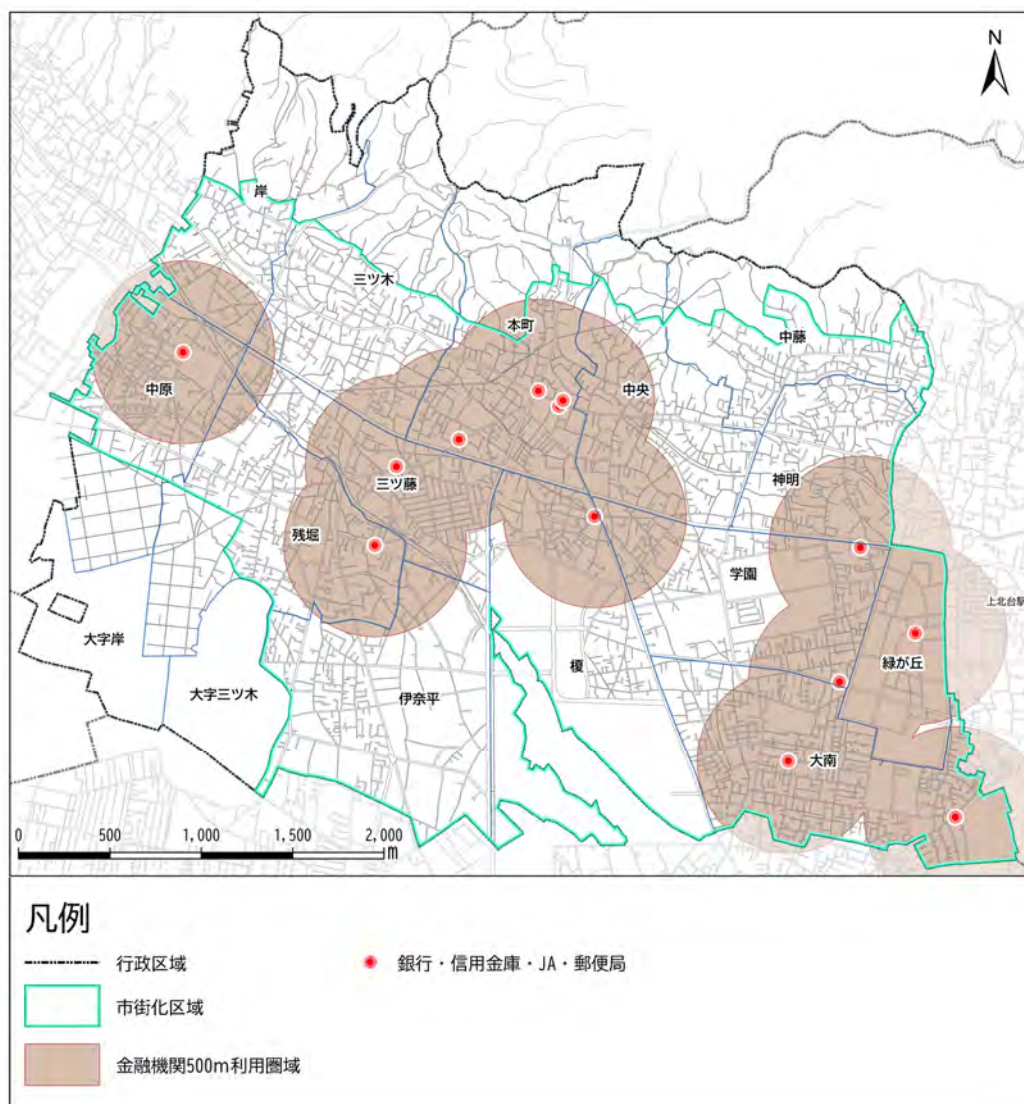 N
岸
三ツ木
本町
中藤
中原
中央
三ツ藤
神明
残堀
学園
上北台駅
大字岸
榎
緑が丘
大字三ツ木
伊奈平
大南
0 500 1,000 1,500 2,000
m
凡例
行政区域
銀行・信用金庫・JA・郵便局
市街化区域
金融機関500m利用圏域